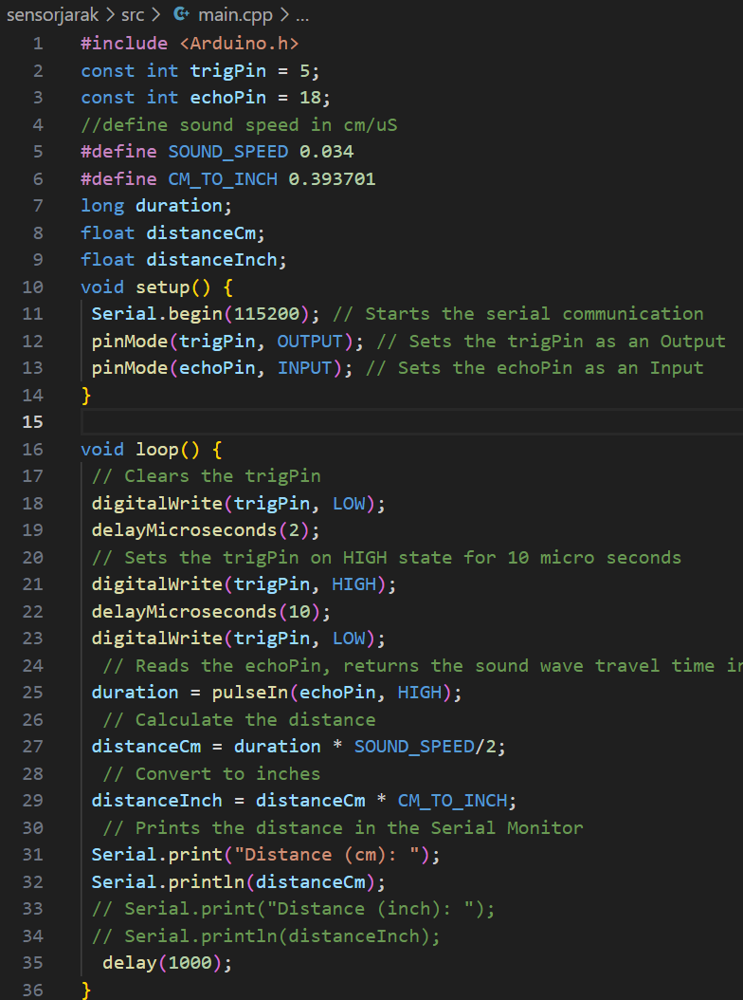 sensorjarak > src > main.cpp > ...
1 #include <Arduino.h>
2 const int trigPin = 5;
3 const int echoPin = 18;
4 //define sound speed in cm/uS
5 #define SOUND_SPEED 0.034
6 #define CM_TO_INCH 0.393701
7 long duration;
8 float distanceCm;
9 float distanceInch;
10 void setup() {
11 Serial.begin(115200); // Starts the serial communication
12 pinMode(trigPin, OUTPUT); // Sets the trigPin as an Output
13 pinMode(echoPin, INPUT); // Sets the echoPin as an Input
14 }
15
16 void loop() {
17 // Clears the trigPin
18 digitalWrite(trigPin, LOW);
19 delayMicroseconds(2);
20 // Sets the trigPin on HIGH state for 10 micro seconds
21 digitalWrite(trigPin, HIGH);
22 delayMicroseconds(10);
23 digitalWrite(trigPin, LOW);
24 // Reads the echoPin, returns the sound wave travel time in
25 duration = pulseIn(echoPin, HIGH);
26 // Calculate the distance
27 distanceCm = duration * SOUND_SPEED/2;
28 // Convert to inches
29 distanceInch = distanceCm * CM_TO_INCH;
30 // Prints the distance in the Serial Monitor
31 Serial.print("Distance (cm): ");
32 Serial.println(distanceCm);
33 // Serial.print("Distance (inch): ");
34 // Serial.println(distanceInch);
35 delay(1000);
36 }